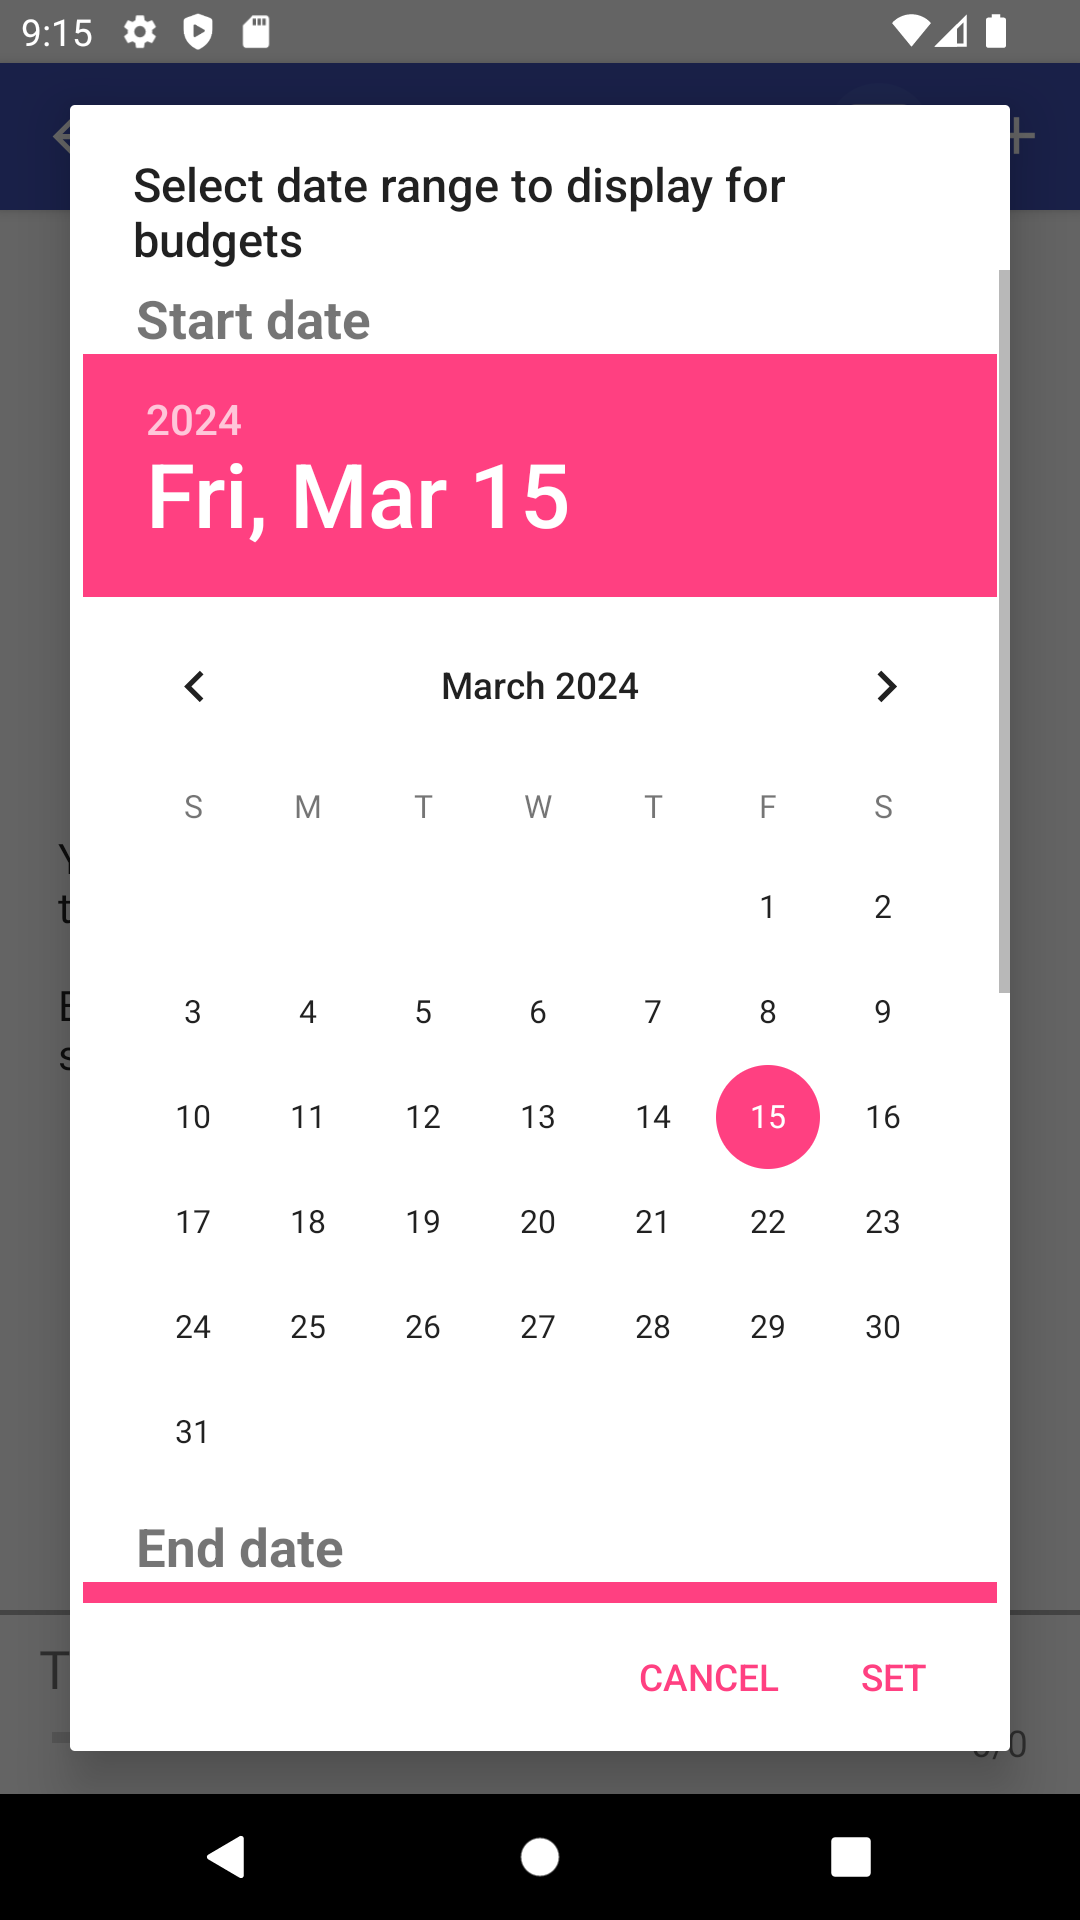 9:15
Select date range to display for
budgets
Start date
2024
Fri, Mar 15
March 2024
S M T W T F S
1 2
3 4 5 6 7 8 9
10 11 12 13 14 15 16
17 18 19 20 21 22 23
24 25 26 27 28 29 30
31
End date
CANCEL SET